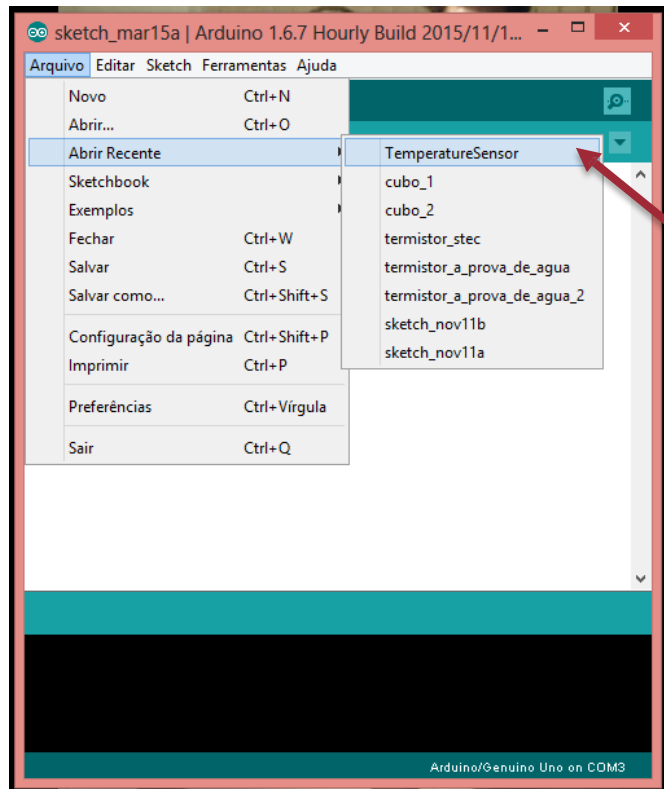 sketch_mar15a | Arduino 1.6.7 Hourly Build 2015/11/1...
Arquivo Editar Sketch Ferramentas Ajuda
Novo Ctrl+N
Abrir... Ctrl+O
Abrir Recente
Sketchbook
Exemplos
Fechar Ctrl+W
Salvar Ctrl+S
Salvar como... Ctrl+Shift+S
Configuração da página Ctrl+Shift+P
Imprimir Ctrl+P
Preferências Ctrl+Vírgula
Sair Ctrl+Q
TemperatureSensor
cubo_1
cubo_2
termistor_stec
termistor_a_prova_de_agua
termistor_a_prova_de_agua_2
sketch_nov11b
sketch_nov11a
Arduino/Genuino Uno on COM3